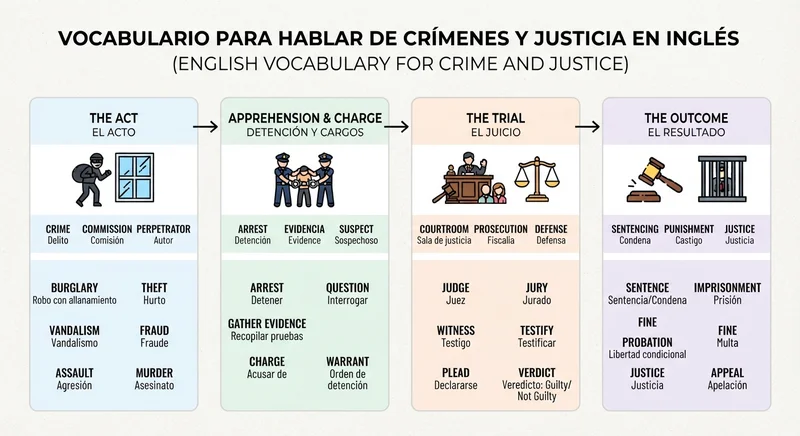 VOCABULARIO PARA HABLAR DE CRÍMENES Y JUSTICIA EN INGLÉS
(ENGLISH VOCABULARY FOR CRIME AND JUSTICE)
THE ACT
EL ACTO
CRIME COMMISSION PERPETRATOR
Delito Comisión Autor
BURGLARY THEFT
Robo con allanamiento Hurto
VANDALISM FRAUD
Vandalismo Fraude
ASSAULT MURDER
Agresión Asesinato
APPREHENSION & CHARGE
DETENCIÓN Y CARGOS
ARREST EVIDENCIA SUSPECT
Detención Evidence Sospechoso
ARREST QUESTION
Detener Interrogar
GATHER EVIDENCE
Recopilar pruebas
CHARGE WARRANT
Acusar de Orden de
detención
THE TRIAL
EL JUICIO
COURTROOM PROSECUTION DEFENSE
Sala de justicia Fiscalía Defensa
JUDGE JURY
Juez Jurado
WITNESS TESTIFY
Testigo Testificar
PLEAD VERDICT
Declararse Veredicto: Guilty/
Not Guilty
THE OUTCOME
EL RESULTADO
SENTENCING PUNISHMENT JUSTICE
Condena Castigo Justicia
SENTENCE IMPRISONMENT
Sentencia/Condena Prisión
FINE
FINE
PROBATION Multa
Libertad condicional
JUSTICE APPEAL
Justicia Apelación